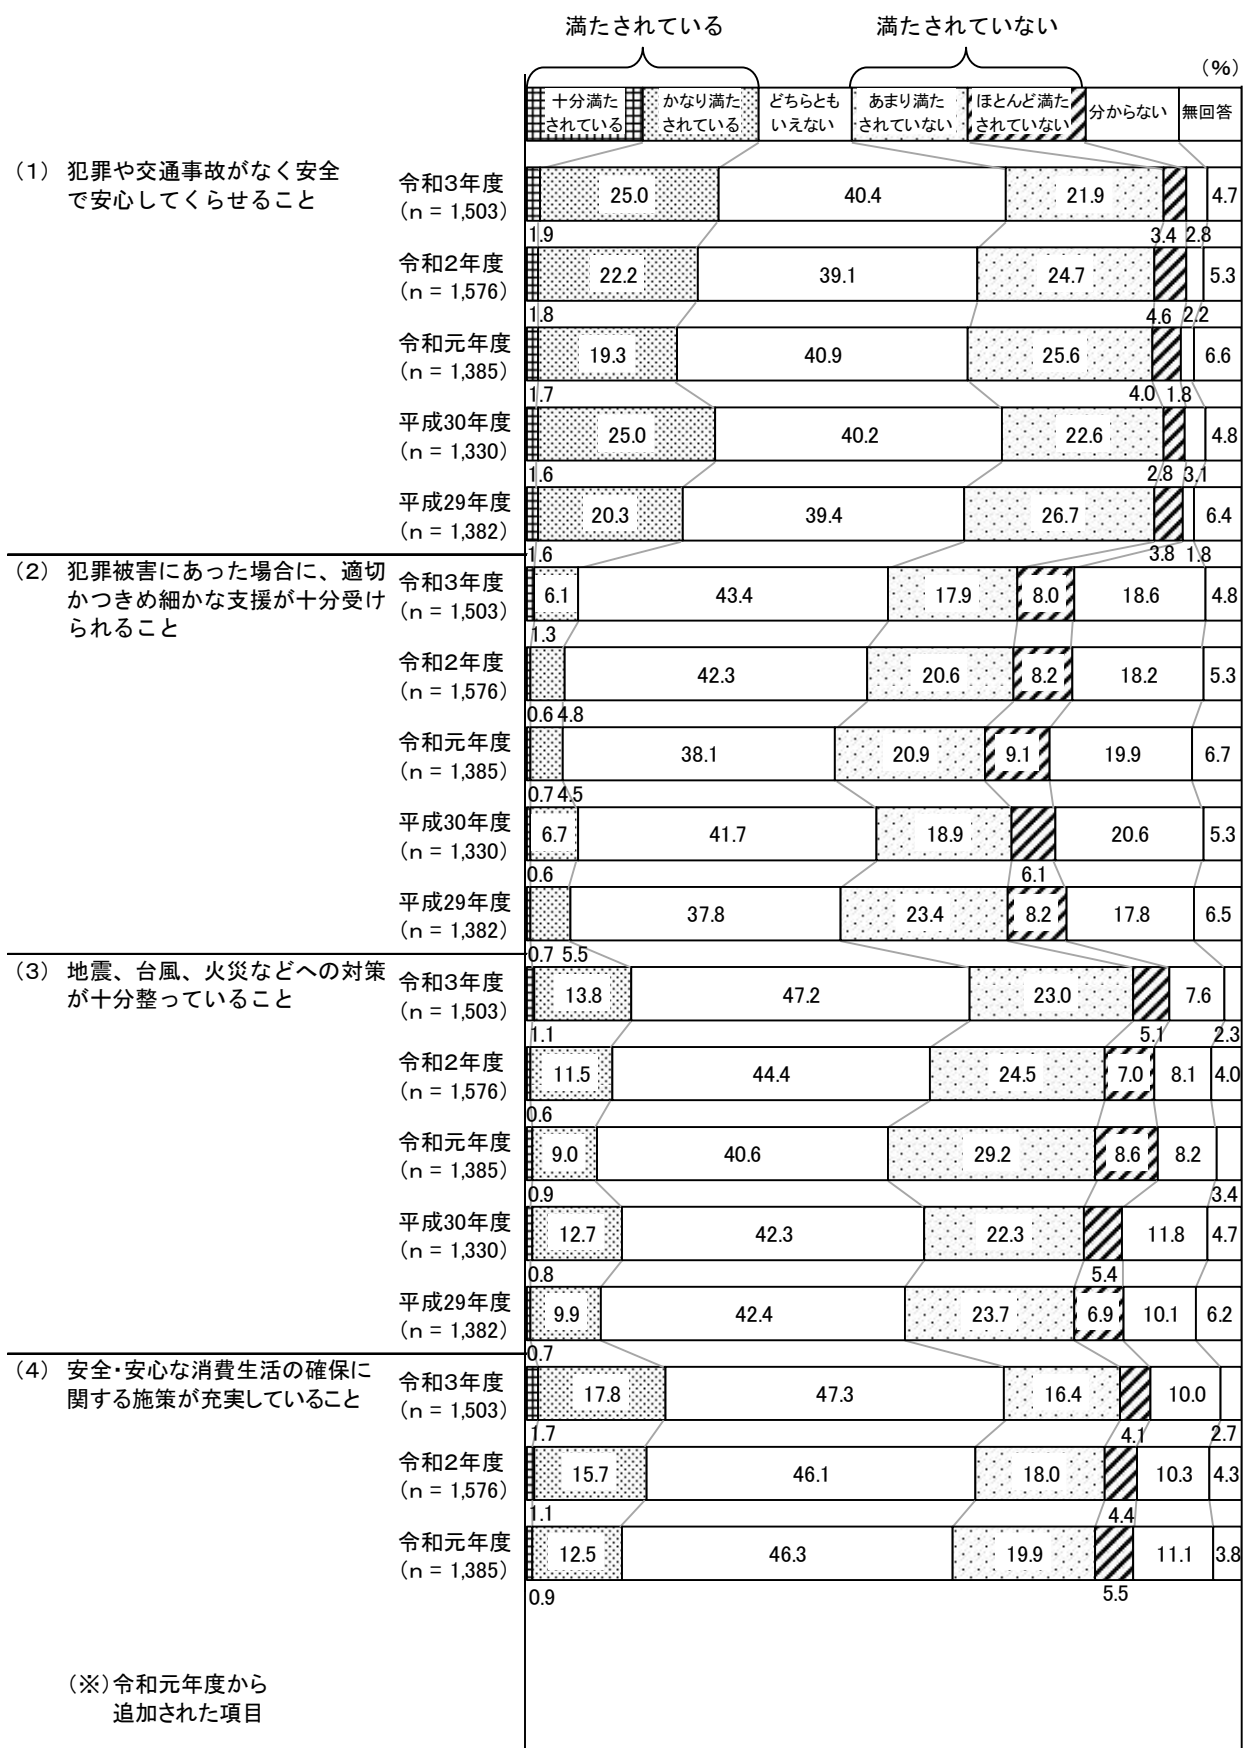 満たされている 満たされていない
（%）
十分満た かなり満た どちらとも あまり満た ほとんど満た 分からない 無回答
されている されている いえない されていない されていない
（1） 犯罪や交通事故がなく安全
で安心してくらせること
令和3年度
（n = 1,503）
25.0 40.4 21.9 4.7
1.9 3.4 2.8
令和2年度
（n = 1,576）
22.2 39.1 24.7 5.3
1.8 4.6 2.2
令和元年度
（n = 1,385）
19.3 40.9 25.6 6.6
1.7 4.0 1.8
平成30年度
（n = 1,330）
25.0 40.2 22.6 4.8
1.6 2.8 3.1
平成29年度
（n = 1,382）
20.3 39.4 26.7 6.4
1.6 3.8 1.8
（2） 犯罪被害にあった場合に、適切
かつきめ細かな支援が十分受け
られること
令和3年度
（n = 1,503）
6.1 43.4 17.9 8.0 18.6 4.8
1.3
令和2年度
（n = 1,576）
42.3 20.6 8.2 18.2 5.3
0.6 4.8
令和元年度
（n = 1,385）
38.1 20.9 9.1 19.9 6.7
0.7 4.5
平成30年度
（n = 1,330）
6.7 41.7 18.9 20.6 5.3
0.6 6.1
平成29年度
（n = 1,382）
37.8 23.4 8.2 17.8 6.5
0.7 5.5
（3） 地震、台風、火災などへの対策
が十分整っていること
令和3年度
（n = 1,503）
13.8 47.2 23.0 7.6
1.1 5.1 2.3
令和2年度
（n = 1,576）
11.5 44.4 24.5 7.0 8.1 4.0
0.6
令和元年度
（n = 1,385）
9.0 40.6 29.2 8.6 8.2
0.9 3.4
平成30年度
（n = 1,330）
12.7 42.3 22.3 11.8 4.7
0.8 5.4
平成29年度
（n = 1,382）
9.9 42.4 23.7 6.9 10.1 6.2
0.7
（4） 安全・安心な消費生活の確保に
関する施策が充実していること
令和3年度
（n = 1,503）
17.8 47.3 16.4 10.0
1.7 4.1 2.7
令和2年度
（n = 1,576）
15.7 46.1 18.0 10.3 4.3
1.1 4.4
令和元年度
（n = 1,385）
12.5 46.3 19.9 11.1 3.8
0.9 5.5
（※）令和元年度から
追加された項目